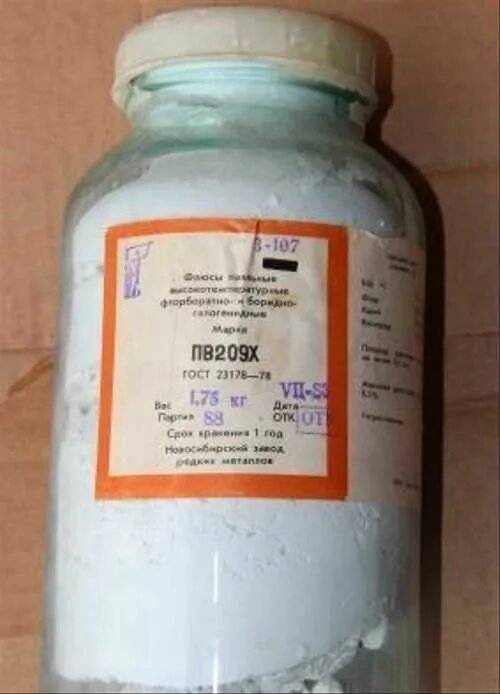 3-107
Флюсы паяльные
высокотемпературные
фторборатно- и боридно-
галогенидные
Марка
ПВ209Х
ГОСТ 23178—78
Вес 1,75 кг Дата VII-
Партия 88 ОТК
Срок хранения 1 год
Новосибирский завод
редких металлов